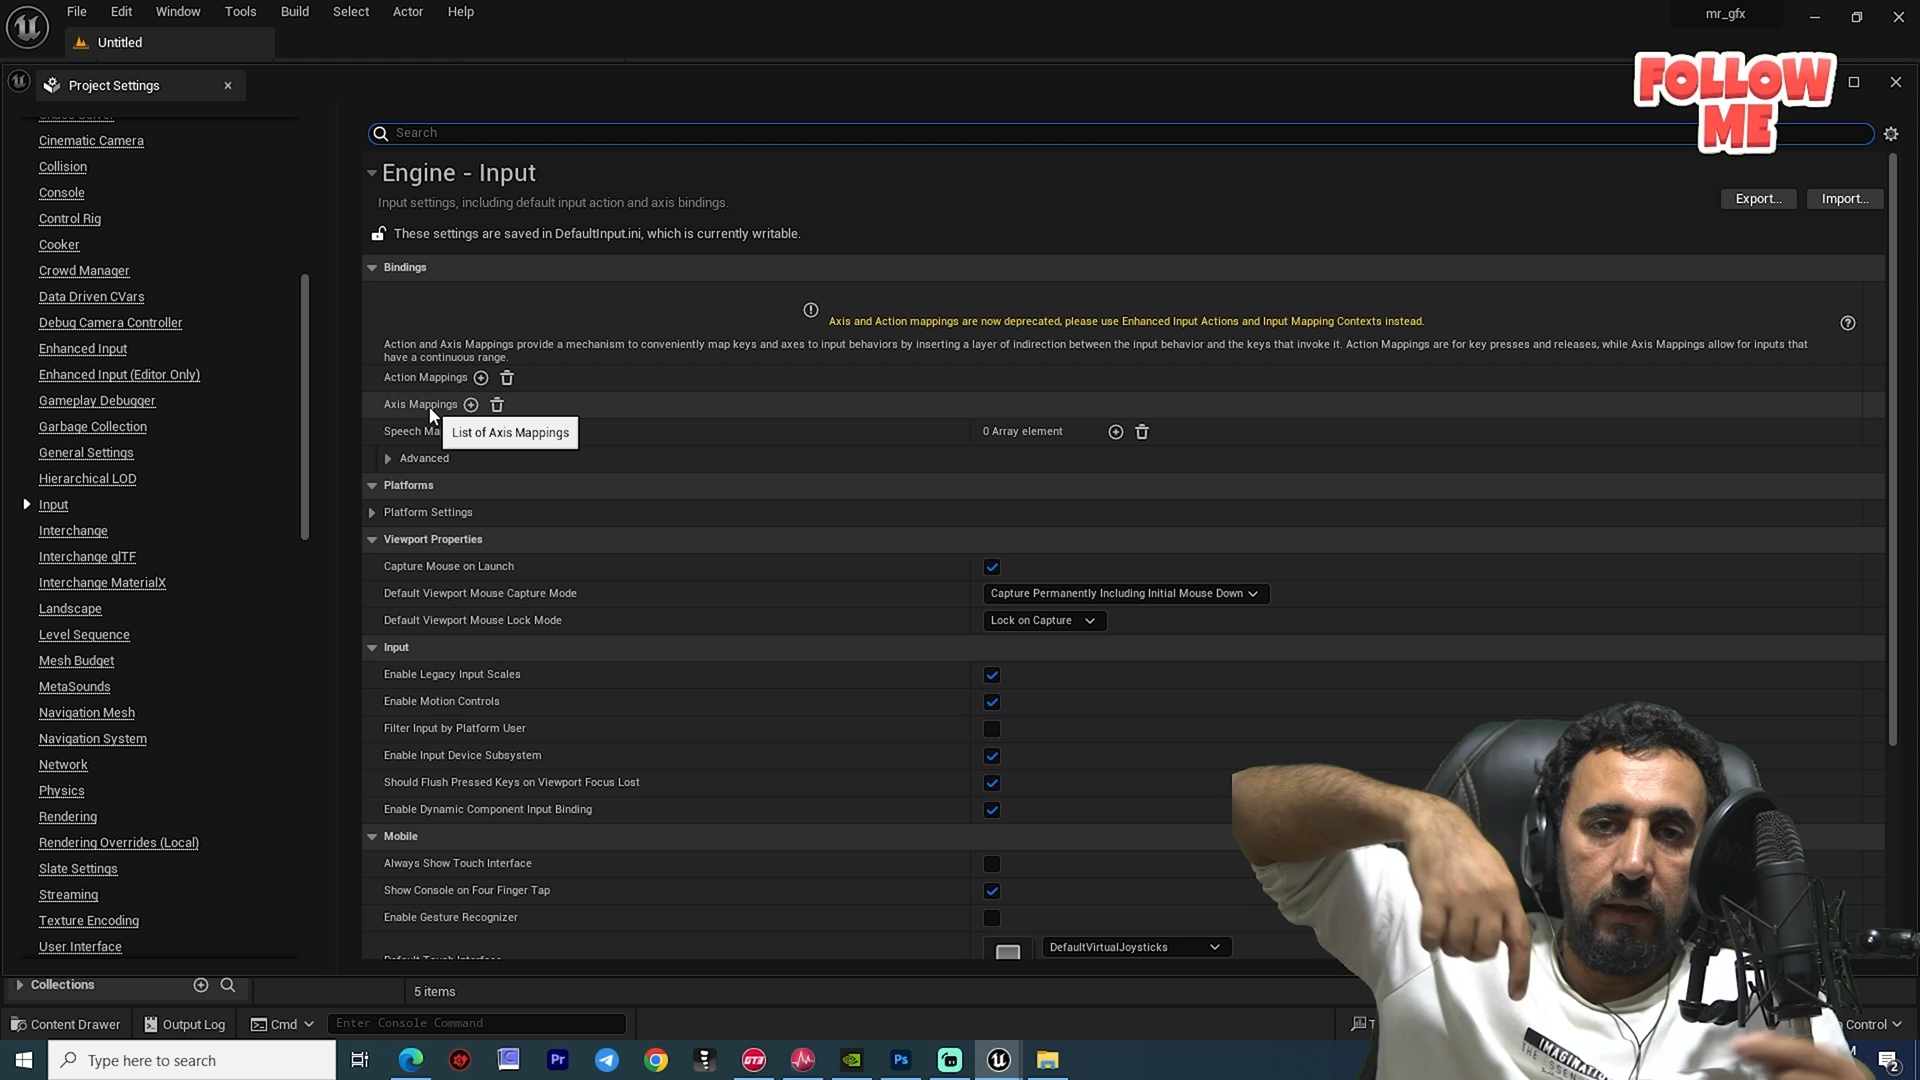 File Edit Window Tools Build Select Actor Help
mr_gfx
Untitled
Project Settings
FOLLOW
ME
Cinematic Camera
Collision
Console
Control Rig
Cooker
Crowd Manager
Data Driven CVars
Debug Camera Controller
Enhanced Input
Enhanced Input (Editor Only)
Gameplay Debugger
Garbage Collection
General Settings
Hierarchical LOD
Input
Interchange
Interchange glTF
Interchange MaterialX
Landscape
Level Sequence
Mesh Budget
MetaSounds
Navigation Mesh
Navigation System
Network
Physics
Rendering
Rendering Overrides (Local)
Slate Settings
Streaming
Texture Encoding
User Interface
Search
Engine - Input
Input settings, including default input action and axis bindings.
Export... Import...
These settings are saved in DefaultInput.ini, which is currently writable.
Bindings
Axis and Action mappings are now deprecated, please use Enhanced Input Actions and Input Mapping Contexts instead.
Action and Axis Mappings provide a mechanism to conveniently map keys and axes to input behaviors by inserting a layer of indirection between the input behavior and the keys that invoke it. Action Mappings are for key presses and releases, while Axis Mappings allow for inputs that
have a continuous range.
Action Mappings
Axis Mappings
List of Axis Mappings
Speech Ma 0 Array element
Advanced
Platforms
Platform Settings
Viewport Properties
Capture Mouse on Launch
Default Viewport Mouse Capture Mode Capture Permanently Including Initial Mouse Down
Default Viewport Mouse Lock Mode Lock on Capture
Input
Enable Legacy Input Scales
Enable Motion Controls
Filter Input by Platform User
Enable Input Device Subsystem
Should Flush Pressed Keys on Viewport Focus Lost
Enable Dynamic Component Input Binding
Mobile
Always Show Touch Interface
Show Console on Four Finger Tap
Enable Gesture Recognizer
DefaultVirtualJoysticks
Collections
5 items
Content Drawer Output Log Cmd Enter Console Command
Control
Type here to search
Pr
GT3
Ps
2